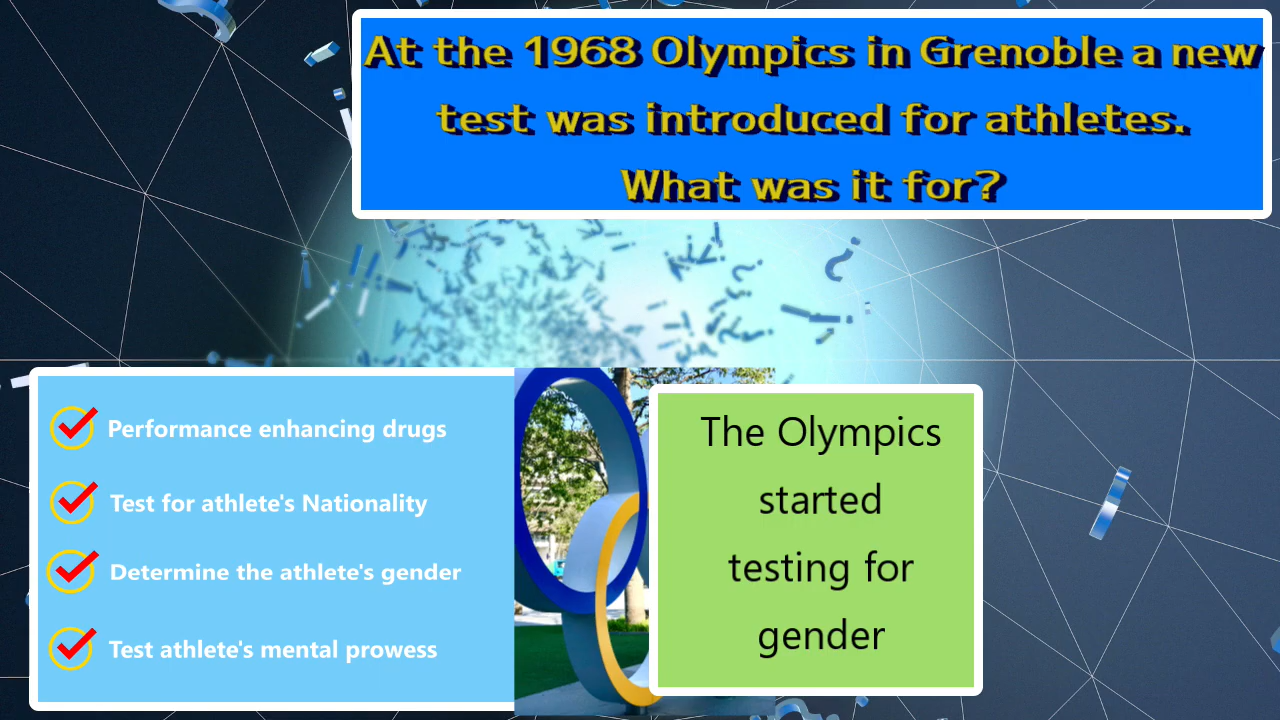 At the 1968 Olympics in Grenoble a new
test was introduced for athletes.
What was it for?
Performance enhancing drugs
Test for athlete's Nationality
Determine the athlete's gender
Test athlete's mental prowess
The Olympics
started
testing for
gender